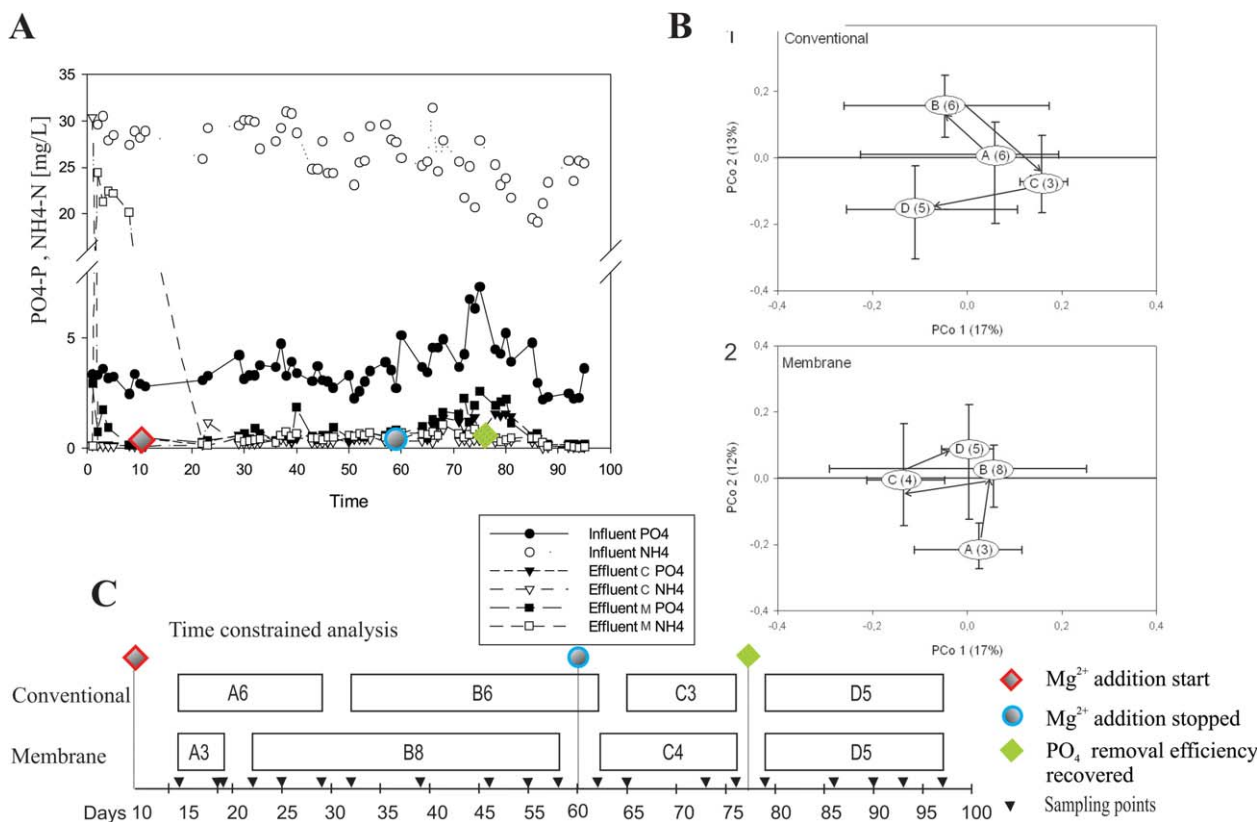 A
35
30
25
20
5
0
0 10 20 30 40 50 60 70 80 90 100
PO4-P , NH4-N [mg/L]
Time
Influent PO4
Influent NH4
Effluent C PO4
Effluent C NH4
Effluent M PO4
Effluent M NH4
B
1
Conventional
0,2
0,0
-0,2
-0,4
-0,4 -0,2 0,0 0,2 0,4
PCo 2 (13%)
PCo 1 (17%)
B (6)
A (6)
C (3)
D (5)
2
Membrane
0,4
0,2
0,0
-0,2
-0,4
-0,4 -0,2 0,0 0,2 0,4
PCo 2 (12%)
PCo 1 (17%)
D (5)
B (8)
C (4)
A (3)
C
Time constrained analysis
Conventional
A6 B6 C3 D5
Membrane
A3 B8 C4 D5
Days 10 20 30 40 45 55 60 65 70 77 80 85 90 95 100
Mg²⁺ addition start
Mg²⁺ addition stopped
PO₄ removal efficiency
recovered
Sampling points